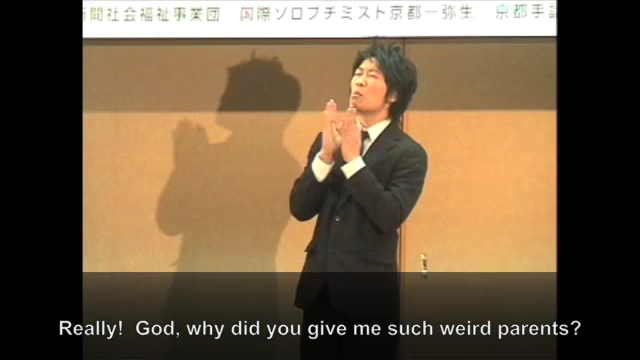 聞社会福祉事業団 国際ソロプチミスト京都一弥生 京都手話
Really! God, why did you give me such weird parents?